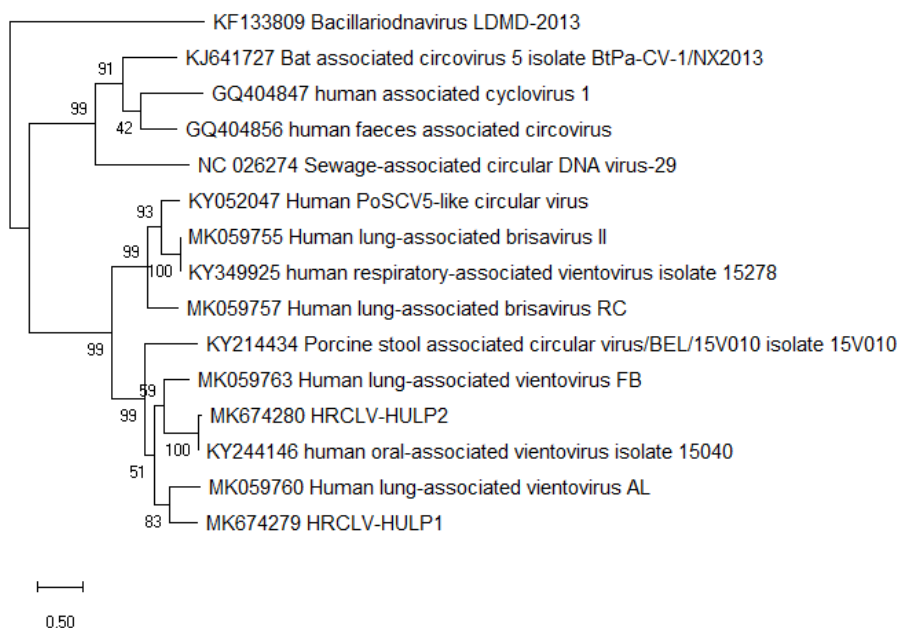 KF133809 Bacillariodnavirus LDMD-2013
KJ641727 Bat associated circovirus 5 isolate BtPa-CV-1/NX2013
91
GQ404847 human associated cyclovirus 1
99
42
GQ404856 human faeces associated circovirus
NC 026274 Sewage-associated circular DNA virus-29
KY052047 Human PoSCV5-like circular virus
93
MK059755 Human lung-associated brisavirus II
99
100
KY349925 human respiratory-associated vientovirus isolate 15278
MK059757 Human lung-associated brisavirus RC
99
KY214434 Porcine stool associated circular virus/BEL/15V010 isolate 15V010
MK059763 Human lung-associated vientovirus FB
59
99
MK674280 HRCLV-HULP2
100
KY244146 human oral-associated vientovirus isolate 15040
51
MK059760 Human lung-associated vientovirus AL
83
MK674279 HRCLV-HULP1
0.50